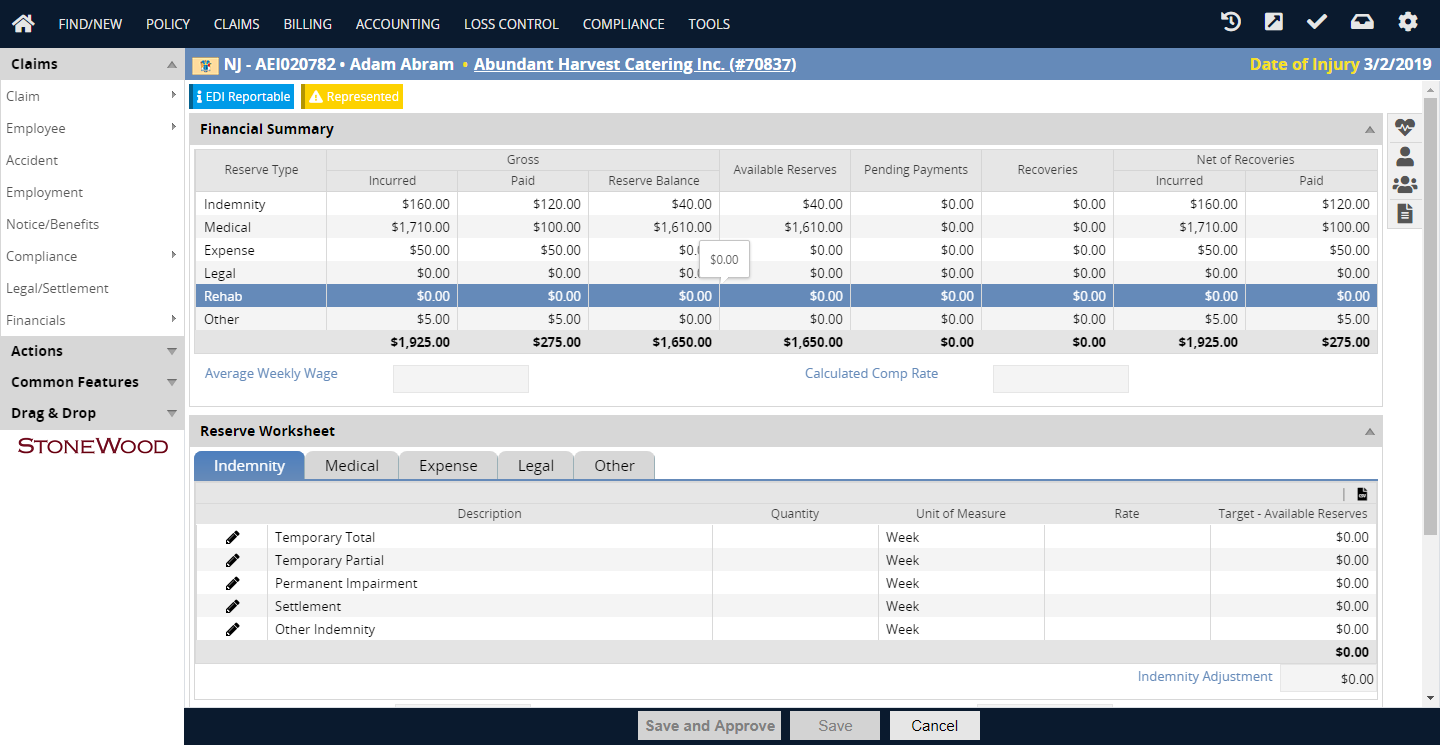 FIND/NEW POLICY CLAIMS BILLING ACCOUNTING LOSS CONTROL COMPLIANCE TOOLS
Claims
Claim
Employee
Accident
Employment
Notice/Benefits
Compliance
Legal/Settlement
Financials
Actions
Common Features
Drag & Drop
STONEWOOD
NJ - AEI020782 • Adam Abram • Abundant Harvest Catering Inc. (#70837) Date of Injury 3/2/2019
EDI Reportable Represented
Financial Summary
Reserve Type Gross Available Reserves Pending Payments Recoveries Net of Recoveries
Incurred Paid Reserve Balance Incurred Paid
Indemnity $160.00 $120.00 $40.00 $40.00 $0.00 $0.00 $160.00 $120.00
Medical $1,710.00 $100.00 $1,610.00 $1,610.00 $0.00 $0.00 $1,710.00 $100.00
Expense $50.00 $50.00 $0. $0.00 $0.00 $0.00 $50.00 $50.00
$0.00
Legal $0.00 $0.00 $0. $0.00 $0.00 $0.00 $0.00 $0.00
Rehab $0.00 $0.00 $0.00 $0.00 $0.00 $0.00 $0.00 $0.00
Other $5.00 $5.00 $0.00 $0.00 $0.00 $0.00 $5.00 $5.00
$1,925.00 $275.00 $1,650.00 $1,650.00 $0.00 $0.00 $1,925.00 $275.00
Average Weekly Wage Calculated Comp Rate
Reserve Worksheet
Indemnity Medical Expense Legal Other
Description Quantity Unit of Measure Rate Target - Available Reserves
Temporary Total Week $0.00
Temporary Partial Week $0.00
Permanent Impairment Week $0.00
Settlement Week $0.00
Other Indemnity Week $0.00
$0.00
Indemnity Adjustment $0.00
Save and Approve Save Cancel